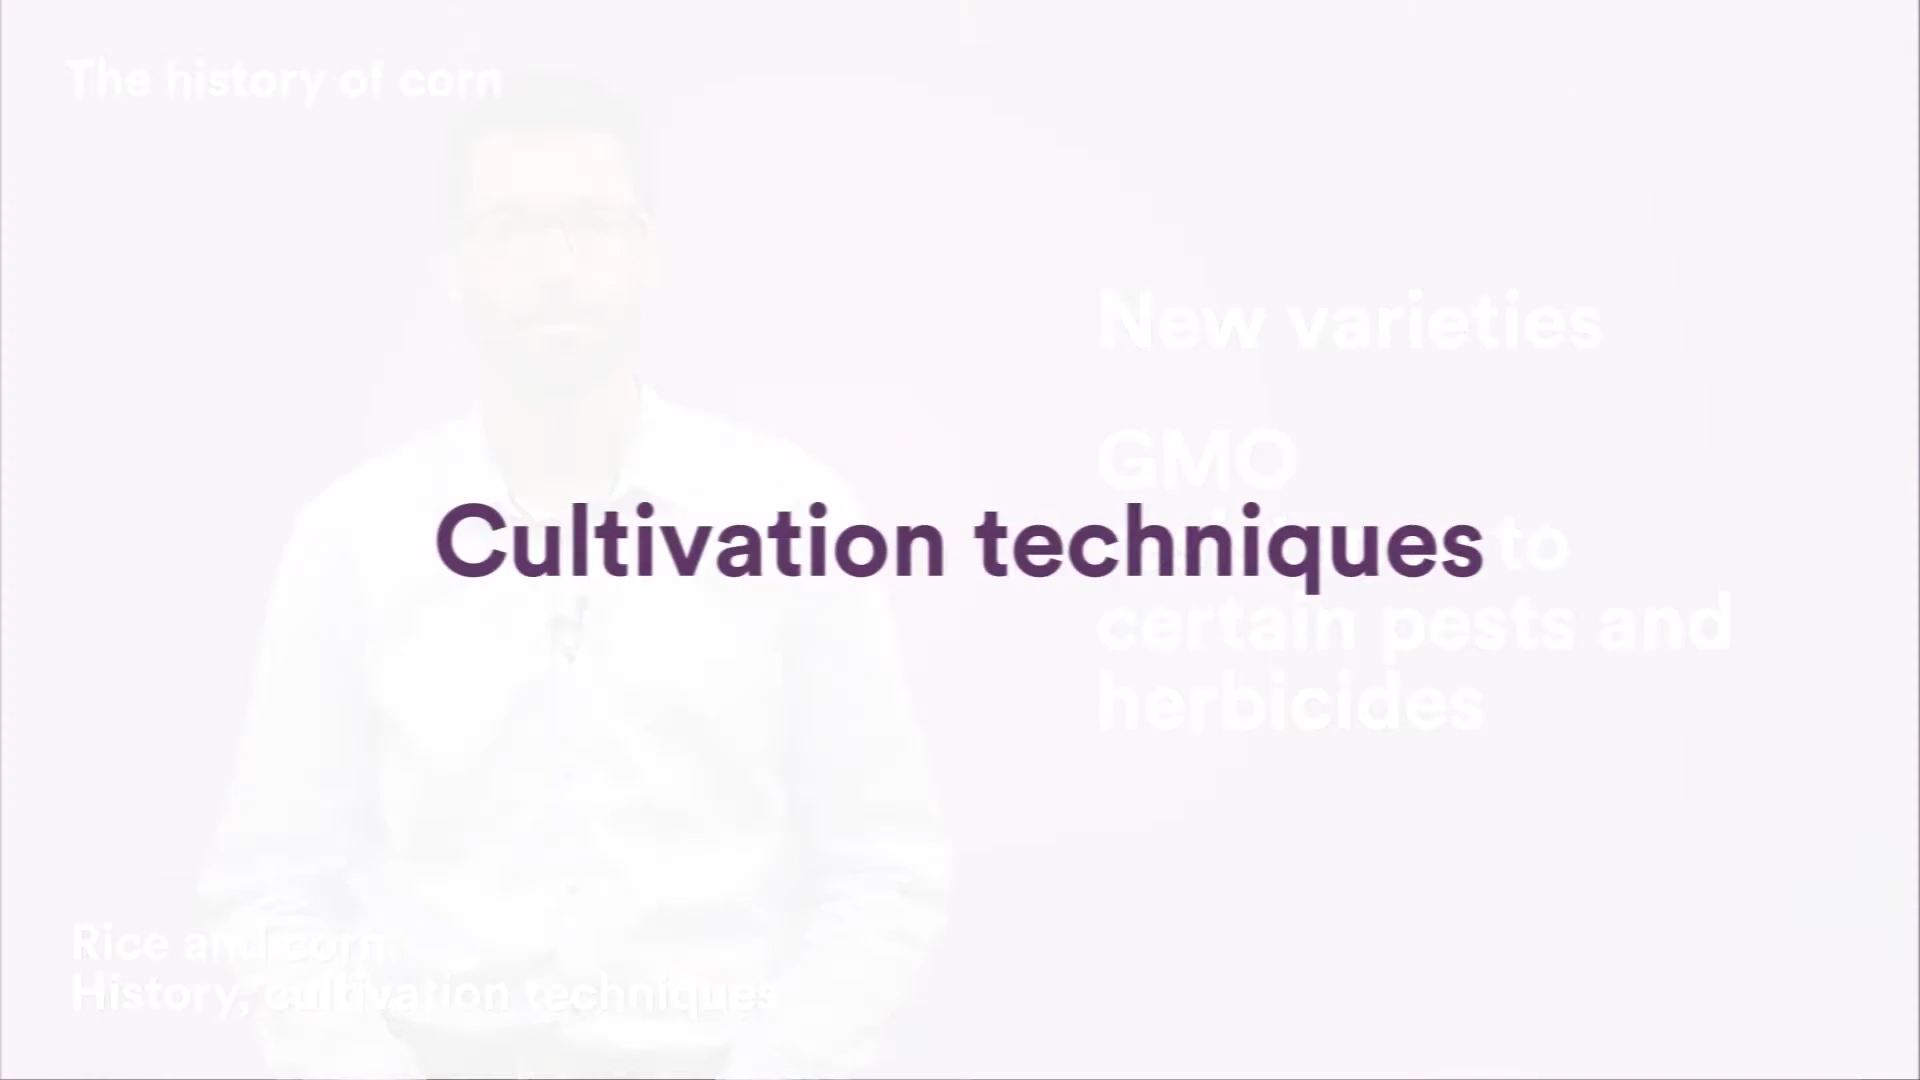 The history of corn
New varieties
GMO
Cultivation techniques
to
certain pests and
herbicides
Rice and corn
History, cultivation techniques